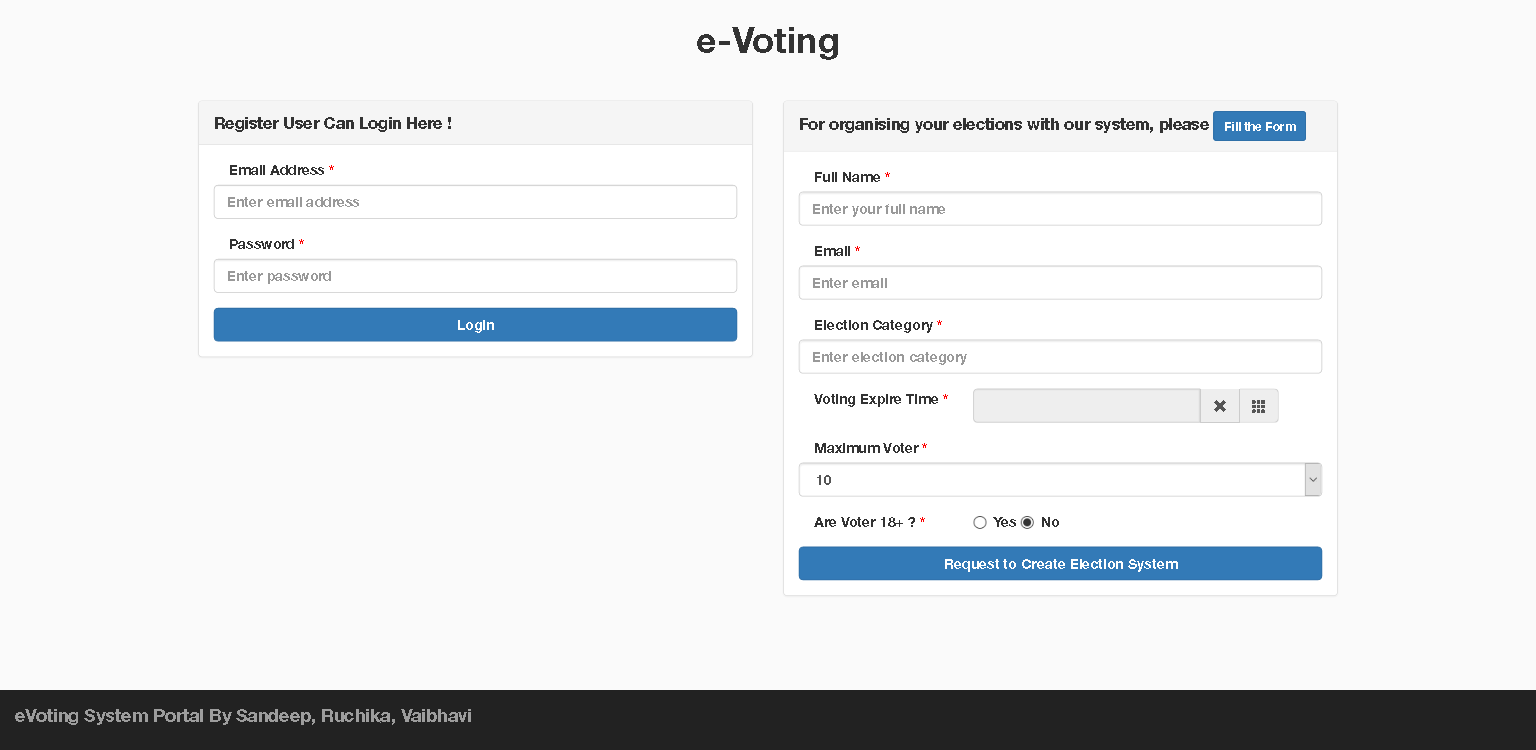 e-Voting
Register User Can Login Here !
Email Address *
Enter email address
Password *
Enter password
Login
For organising your elections with our system, please Fill the Form
Full Name *
Enter your full name
Email *
Enter email
Election Category *
Enter election category
Voting Expire Time *
Maximum Voter *
10
Are Voter 18+ ? * Yes No
Request to Create Election System
eVoting System Portal By Sandeep, Ruchika, Vaibhavi